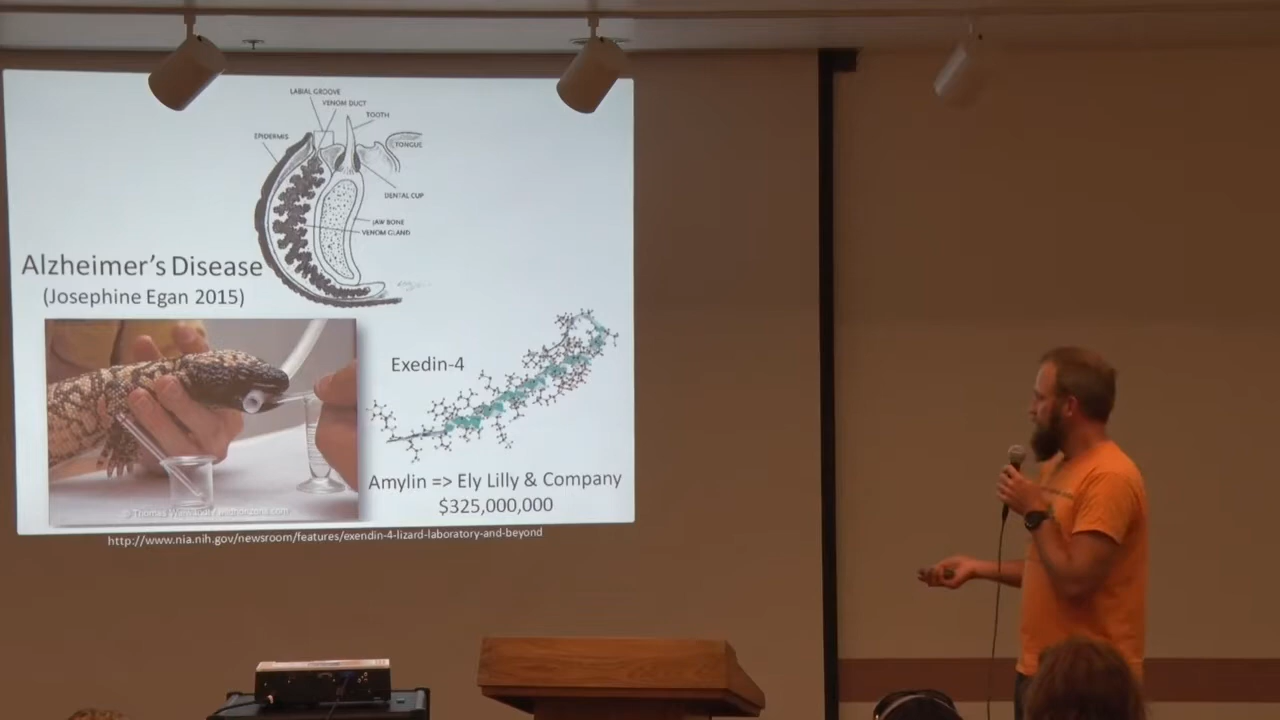 LABIAL GROOVE
VENOM DUCT
TOOTH
EPIDERMIS
TONGUE
DENTAL CUP
JAW BONE
VENOM GLAND
Alzheimer's Disease
(Josephine Egan 2015)
Exedin-4
Amylin => Ely Lilly & Company
$325,000,000
© Thomas
http://www.nia.nih.gov/newsroom/features/exendin-4-lizard-laboratory-and-beyond